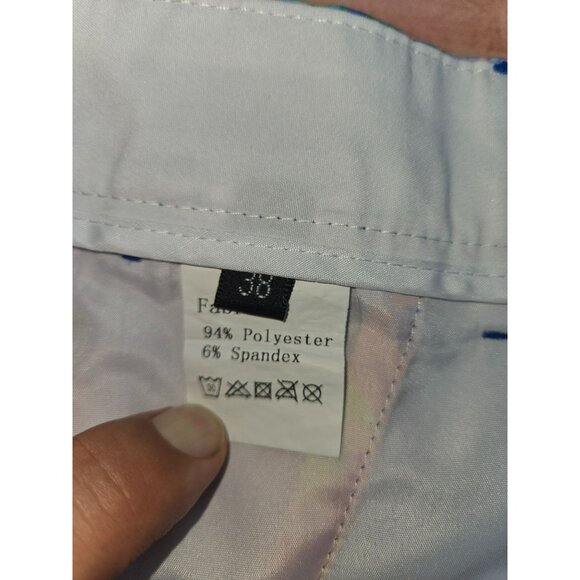 38
94% Polyester
6% Spandex